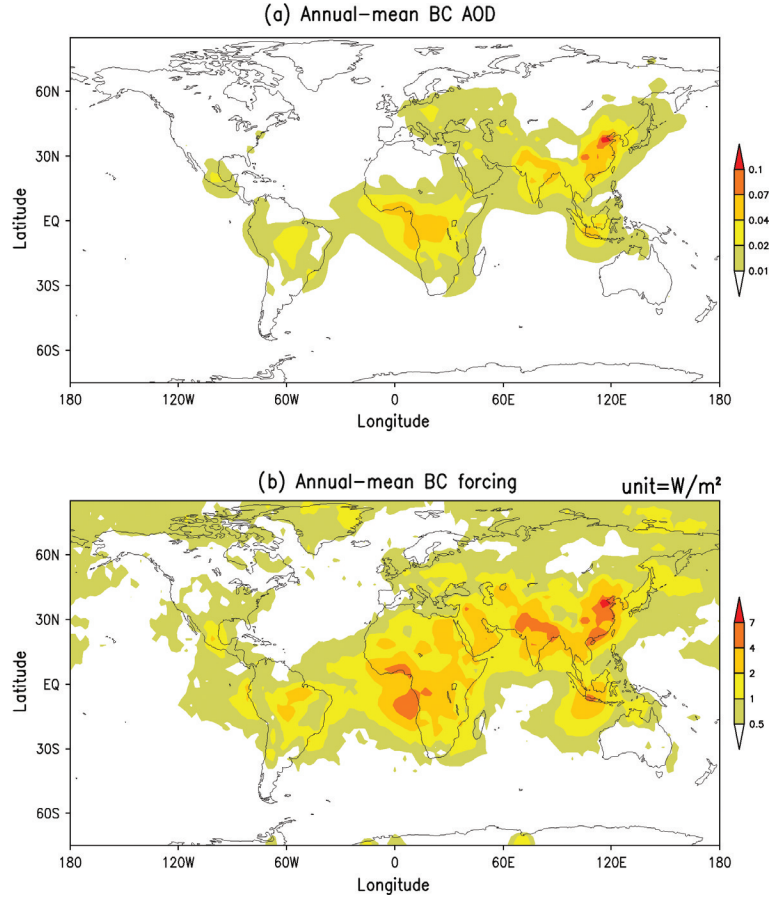 (a) Annual-mean BC AOD
60N
30N
EQ
30S
60S
Latitude
180 120W 60W 0 60E 120E 180
Longitude
0.1
0.07
0.04
0.02
0.01
(b) Annual-mean BC forcing unit=W/m²
60N
30N
EQ
30S
60S
Latitude
180 120W 60W 0 60E 120E 180
Longitude
7
4
2
1
0.5